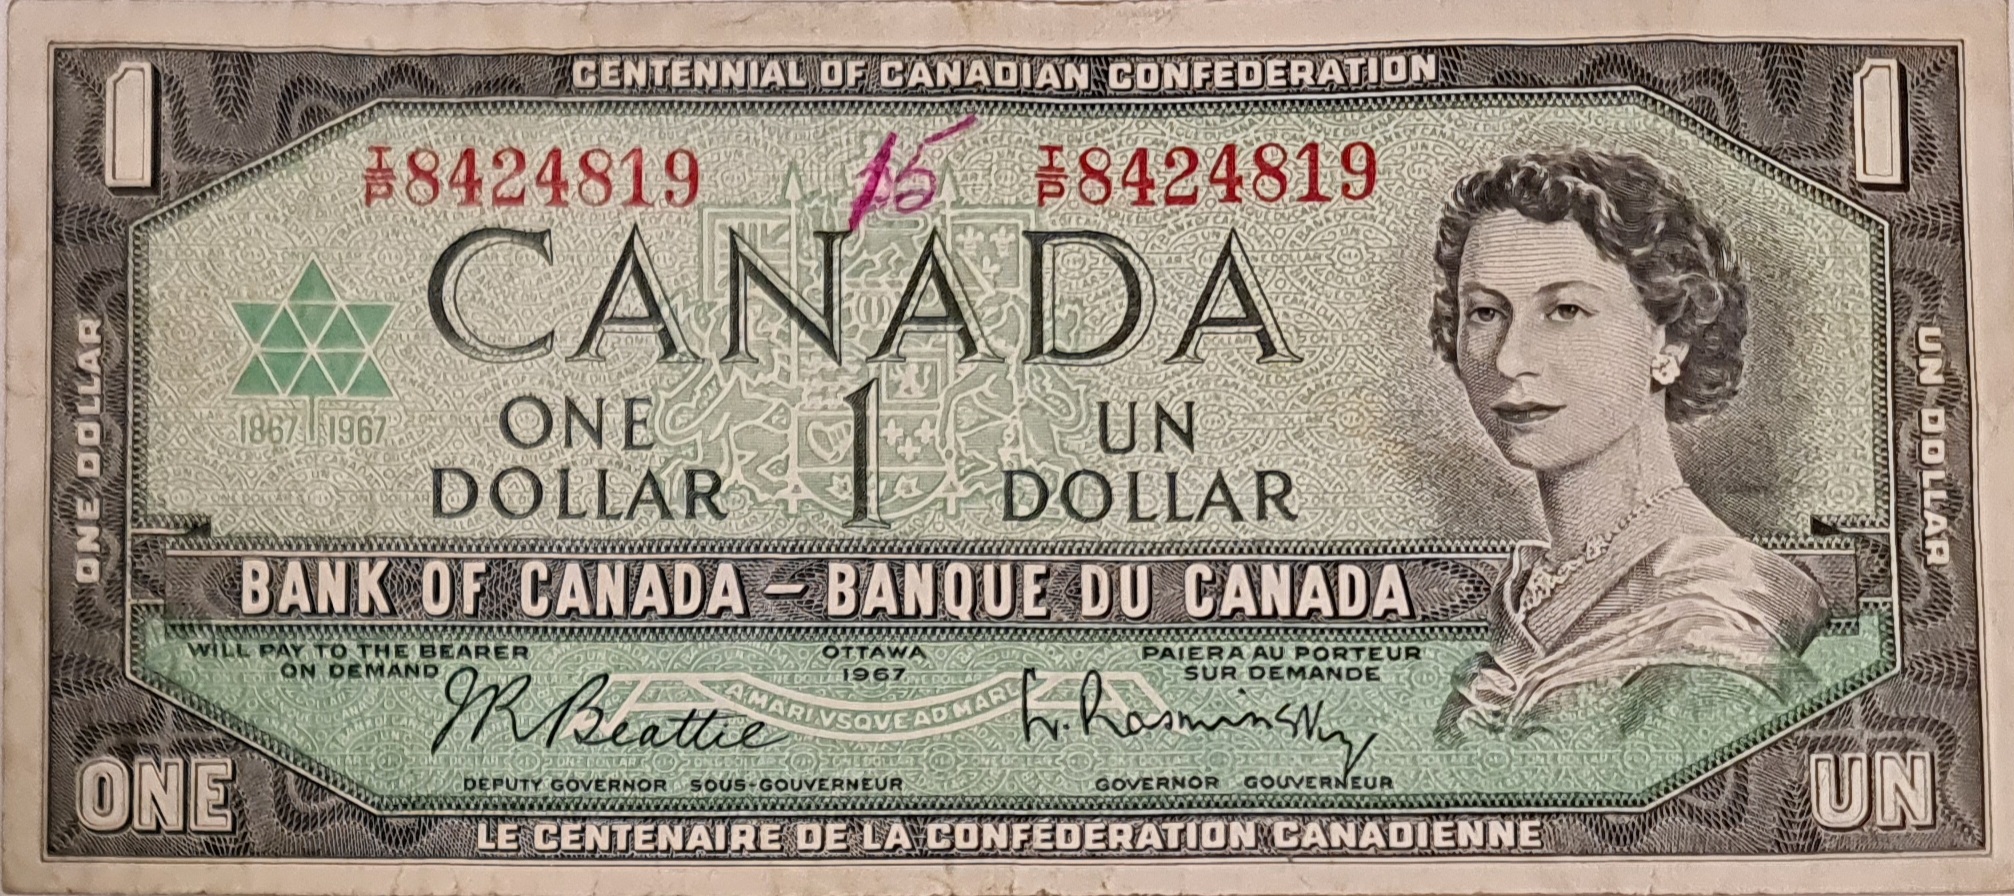 CENTENNIAL OF CANADIAN CONFEDERATION
1 1
I/P 8424819 15 I/P 8424819
CANADA
1867 1967
ONE DOLLAR
ONE
DOLLAR
1
UN
DOLLAR
UN DOLLAR
BANK OF CANADA – BANQUE DU CANADA
WILL PAY TO THE BEARER
ON DEMAND
OTTAWA
1967
PAIERA AU PORTEUR
SUR DEMANDE
A·MARI VSQVE AD MARE
JR Beattie
L. Rasminsky
DEPUTY GOVERNOR SOUS-GOUVERNEUR
GOVERNOR GOUVERNEUR
ONE UN
LE CENTENAIRE DE LA CONFÉDÉRATION CANADIENNE